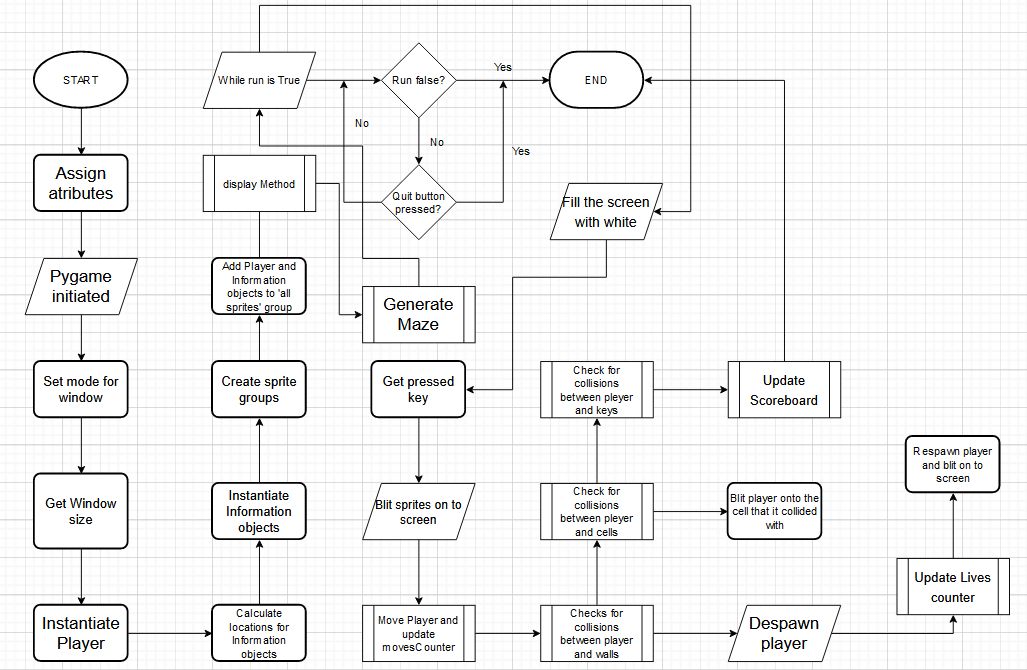 START
Assign
atributes
Pygame
initiated
Set mode for
window
Get Window
size
Instantiate
Player
Calculate
locations for
Information
objects
Instantiate
Information
objects
Create sprite
groups
Add Player and
Information
objects to 'all
sprites' group
display Method
Generate
Maze
While run is True
Run false?
Yes
No
No
Quit button
pressed?
Yes
END
Fill the screen
with white
Get pressed
key
Blit sprites on to
screen
Move Player and
update
movesCounter
Checks for
collisions
between player
and walls
Check for
collisions
between pleyer
and cells
Check for
collisions
between pleyer
and keys
Update
Scoreboard
Blit player onto the
cell that it collided
with
Despawn
player
Update Lives
counter
Respawn player
and blit on to
screen